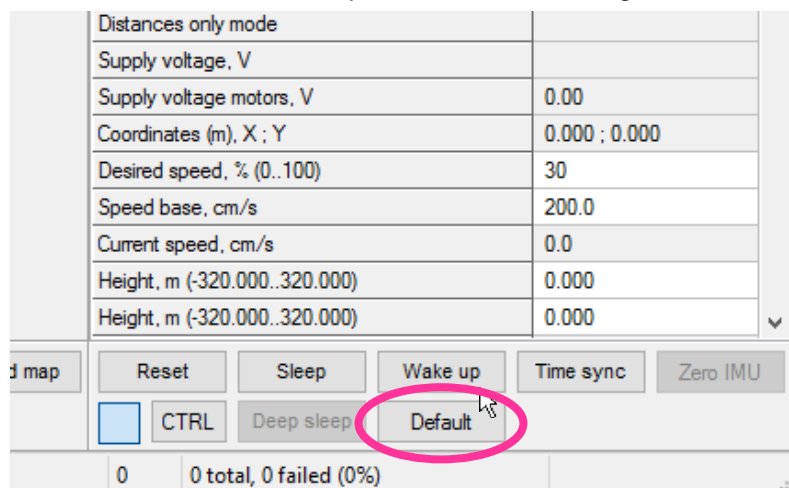 Distances only mode
Supply voltage, V
Supply voltage motors, V 0.00
Coordinates (m), X ; Y 0.000 ; 0.000
Desired speed, % (0..100) 30
Speed base, cm/s 200.0
Current speed, cm/s 0.0
Height, m (-320.000..320.000) 0.000
Height, m (-320.000..320.000) 0.000
d map Reset Sleep Wake up Time sync Zero IMU
CTRL Deep sleep Default
0 0 total, 0 failed (0%)